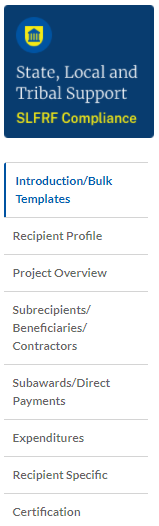 State, Local and
Tribal Support
SLFRF Compliance
Introduction/Bulk
Templates
Recipient Profile
Project Overview
Subrecipients/
Beneficiaries/
Contractors
Subawards/Direct
Payments
Expenditures
Recipient Specific
Certification